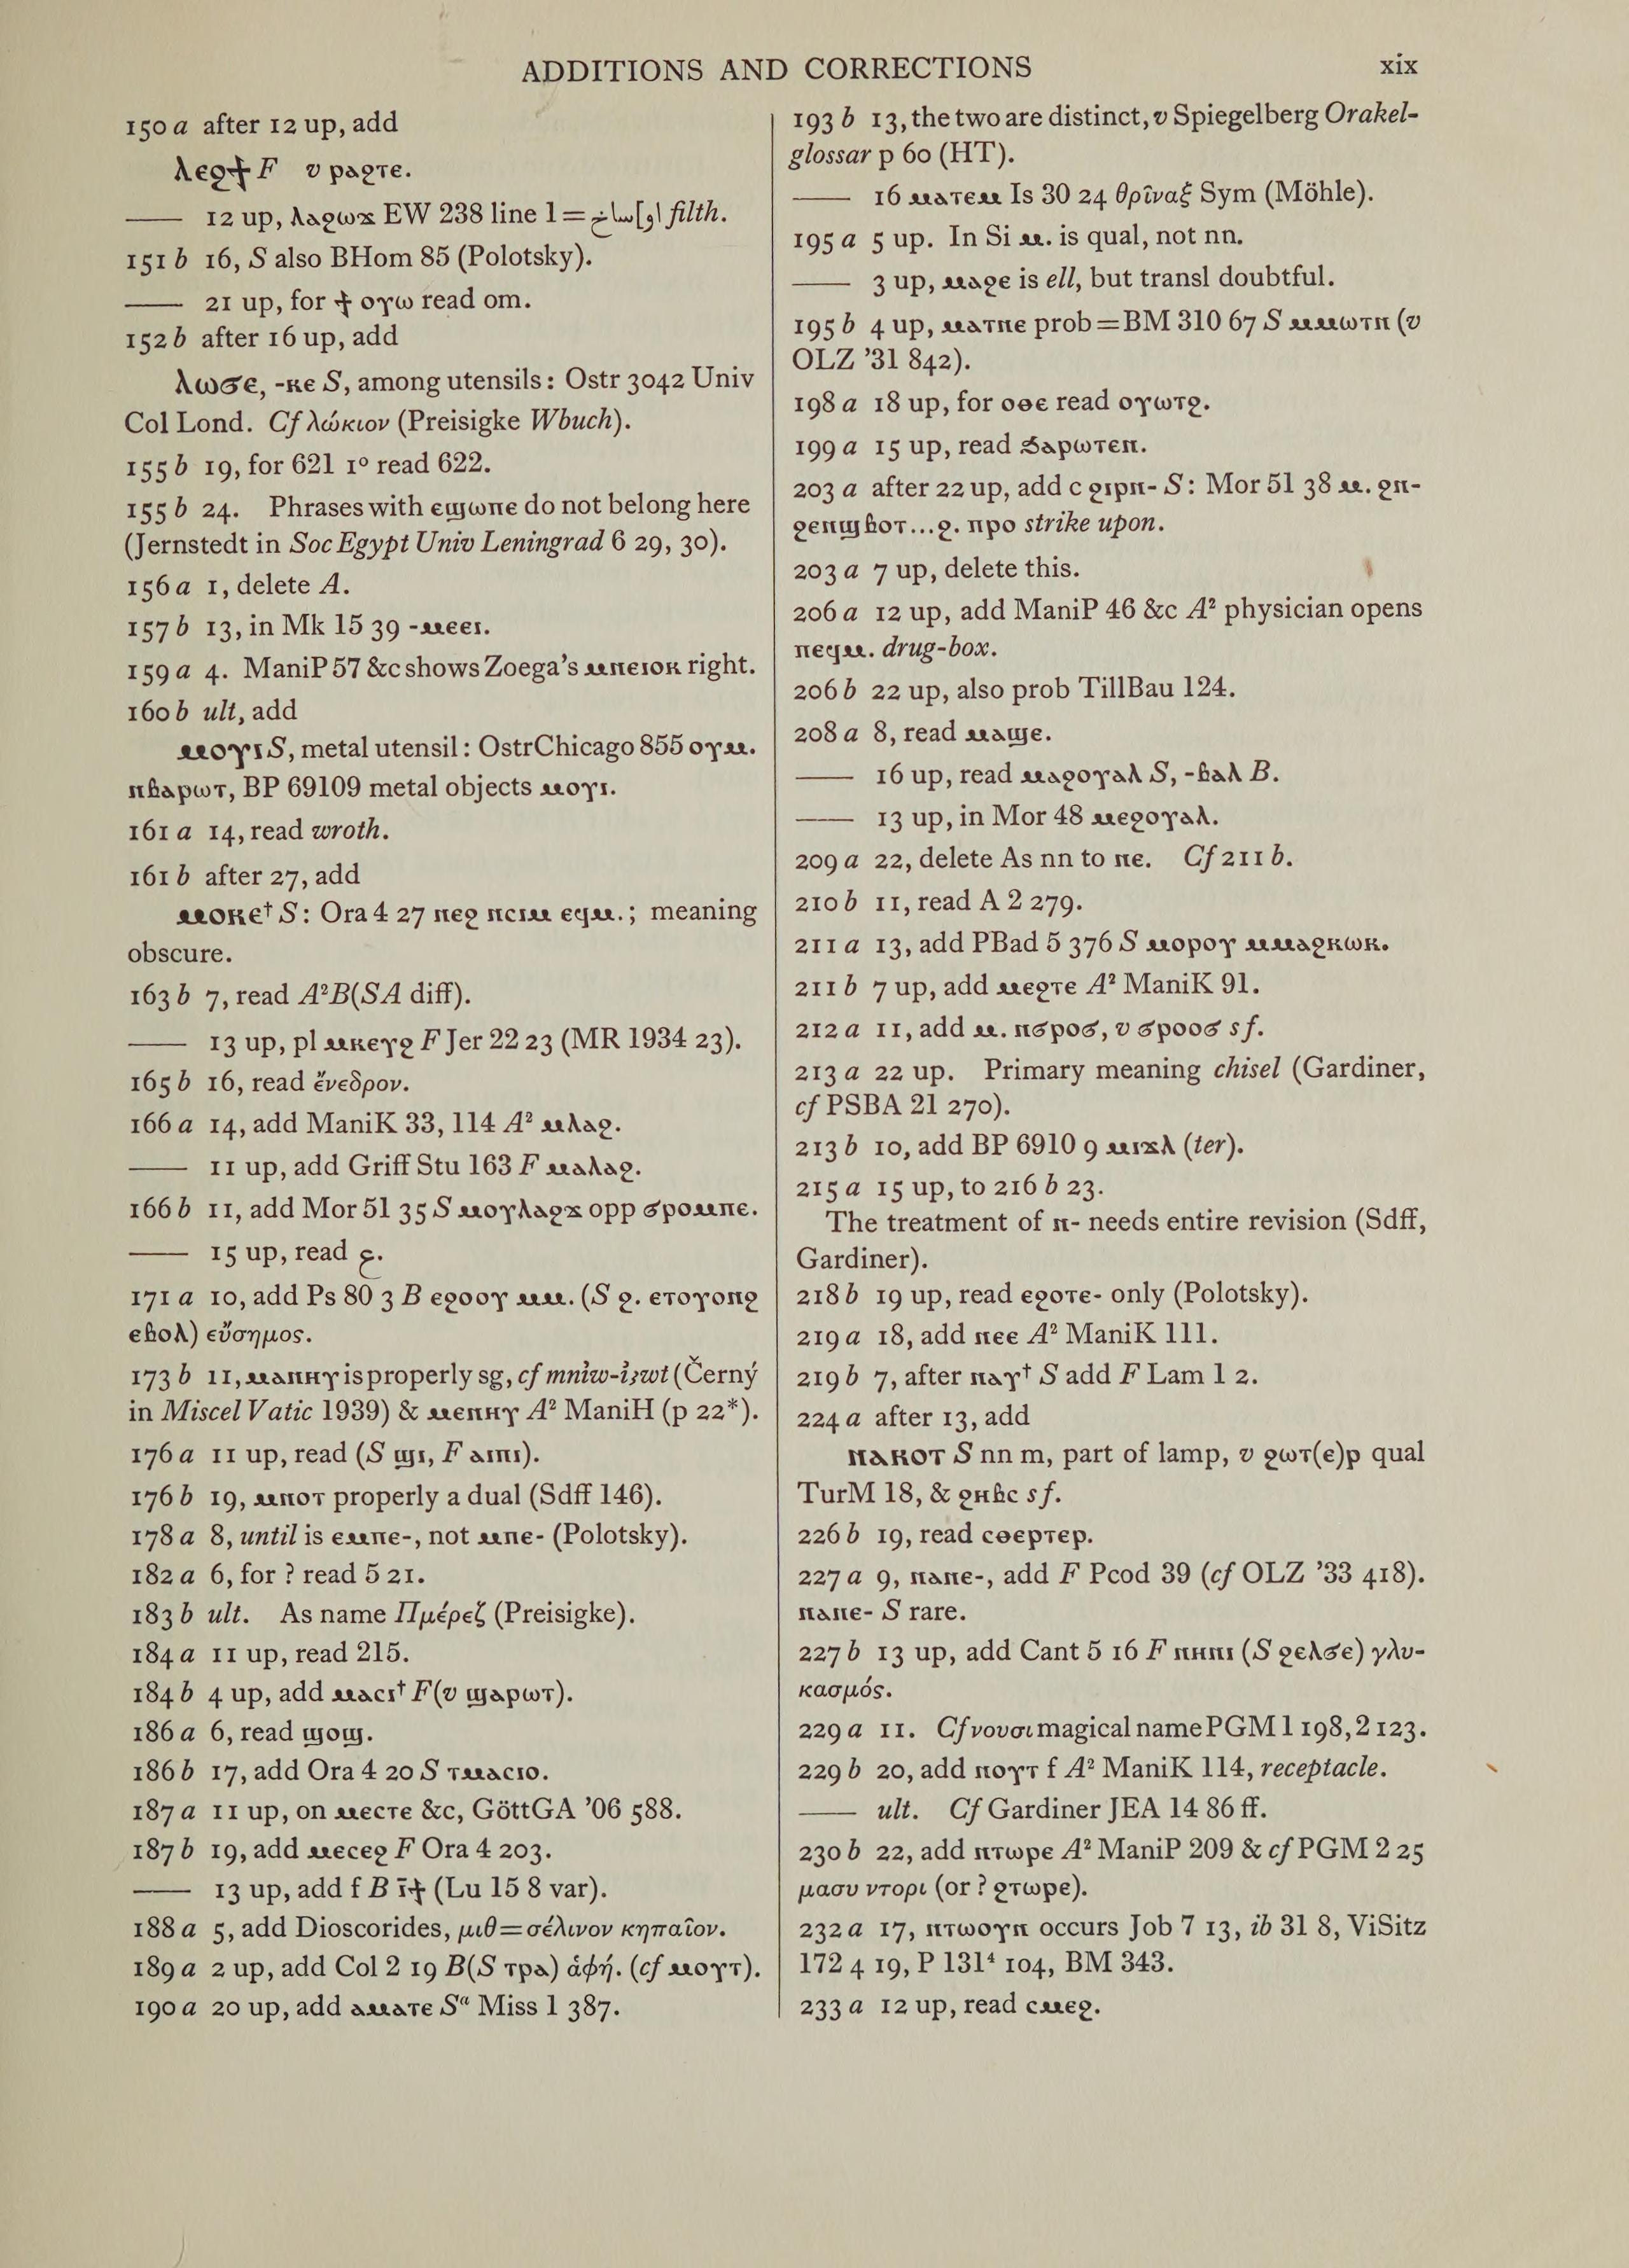 ADDITIONS AND CORRECTIONS
xix
150 a after 12 up, add
ⲗⲉϩϯ F v ⲣⲁϩⲧⲉ.
—— 12 up, ⲗⲁϩⲱϫ EW 238 line 1 = اوساخ filth.
151 b 16, S also BHom 85 (Polotsky).
—— 21 up, for ϯ ⲟⲩⲱ read om.
152 b after 16 up, add
ⲗⲱϭⲉ, -ⲕⲉ S, among utensils: Ostr 3042 Univ
Col Lond. Cf λώκιον (Preisigke Wbuch).
155 b 19, for 621 1º read 622.
155 b 24. Phrases with ⲉϣⲱⲡⲉ do not belong here
(Jernstedt in Soc Egypt Univ Leningrad 6 29, 30).
156 a 1, delete A.
157 b 13, in Mk 15 39 -ⲙⲉⲉⲓ.
159 a 4. ManiP 57 &c shows Zoega's ⲙⲡⲉⲓⲟⲕ right.
160 b ult, add
ⲙⲟⲩⲓ S, metal utensil: OstrChicago 855 ⲟⲩⲙ.
ⲛⲃⲁⲣⲱⲧ, BP 69109 metal objects ⲙⲟⲩⲓ.
161 a 14, read wroth.
161 b after 27, add
ⲙⲟⲕⲉ† S: Ora 4 27 ⲛⲉϩ ⲛⲥⲓⲙ ⲉϥⲙ.; meaning
obscure.
163 b 7, read A²B(SA diff).
—— 13 up, pl ⲙⲕⲉⲩϩ F Jer 22 23 (MR 1934 23).
165 b 16, read ἔνεδρον.
166 a 14, add ManiK 33, 114 A² ⲙⲗⲁϩ.
—— 11 up, add Griff Stu 163 F ⲙⲁⲗⲁϩ.
166 b 11, add Mor 51 35 S ⲙⲟⲩⲗⲁϩϫ opp ϭⲣⲟⲙⲡⲉ.
—— 15 up, read ع.
171 a 10, add Ps 80 3 B ⲉϩⲟⲟⲩ ⲙⲙ. (S ϩ. ⲉⲧⲟⲩⲟⲛϩ
ⲉⲃⲟⲗ) εὔσημος.
173 b 11, ⲙⲁⲛⲏⲩ is properly sg, cf mnı͗w-ı͗ꜣwt (Černý
in Miscel Vatic 1939) & ⲙⲉⲛⲏⲩ A² ManiH (p 22*).
176 a 11 up, read (S ϣⲓ, F ⲁⲓⲡⲓ).
176 b 19, ⲙⲛⲟⲧ properly a dual (Sdff 146).
178 a 8, until is ⲉⲙⲡⲉ-, not ⲙⲡⲉ- (Polotsky).
182 a 6, for ? read 5 21.
183 b ult. As name Πμέρεζ (Preisigke).
184 a 11 up, read 215.
184 b 4 up, add ⲙⲁⲥⲓ† F (v ϣⲁⲣⲱⲧ).
186 a 6, read ϣⲟϣ.
186 b 17, add Ora 4 20 S ⲧⲙⲁⲥⲓⲟ.
187 a 11 up, on ⲙⲉⲥⲧⲉ &c, GöttGA '06 588.
187 b 19, add ⲙⲉⲥⲉϩ F Ora 4 203.
—— 13 up, add f B ⲓ̅ϯ (Lu 15 8 var).
188 a 5, add Dioscorides, μιθ = σέλινον κηπαῖον.
189 a 2 up, add Col 2 19 B (S ⲧⲣⲁ) ἁφή. (cf ⲙⲟⲩⲧ).
190 a 20 up, add ⲁⲙⲁⲧⲉ Sᵃ Miss 1 387.
193 b 13, the two are distinct, v Spiegelberg Orakel-
glossar p 60 (HT).
—— 16 ⲙⲁⲧⲉⲙ Is 30 24 θρῖναξ Sym (Möhle).
195 a 5 up. In Si ⲙ. is qual, not nn.
—— 3 up, ⲙⲁϩⲉ is ell, but transl doubtful.
195 b 4 up, ⲙⲁⲧⲡⲉ prob = BM 310 67 S ⲙⲙⲱⲧⲛ (v
OLZ '31 842).
198 a 18 up, for ⲟⲑⲉ read ⲟⲩⲱⲧϩ.
199 a 15 up, read ϧⲁⲣⲱⲧⲉⲛ.
203 a after 22 up, add c ϩⲓⲣⲛ- S: Mor 51 38 ⲙ. ϩⲛ-
ϩⲉⲛϣⲃⲟⲧ...ϩ. ⲡⲣⲟ strike upon.
203 a 7 up, delete this.
206 a 12 up, add ManiP 46 &c A² physician opens
ⲡⲉϥⲙ. drug-box.
206 b 22 up, also prob TillBau 124.
208 a 8, read ⲙⲁϣⲉ.
—— 16 up, read ⲙⲁϩⲟⲩⲁⲗ S, -ⲃⲁⲗ B.
—— 13 up, in Mor 48 ⲙⲉϩⲟⲩⲁⲗ.
209 a 22, delete As nn to ⲡⲉ. Cf 211 b.
210 b 11, read A 2 279.
211 a 13, add PBad 5 376 S ⲙⲟⲣⲟⲩ ⲙⲙⲁϩⲕⲱⲕ.
211 b 7 up, add ⲙⲉϩⲧⲉ A² ManiK 91.
212 a 11, add ⲙ. ⲛϭⲣⲟϭ, v ϭⲣⲟⲟϭ s f.
213 a 22 up. Primary meaning chisel (Gardiner,
cf PSBA 21 270).
213 b 10, add BP 6910 9 ⲙⲓϫⲗ (ter).
215 a 15 up, to 216 b 23.
The treatment of ⲛ- needs entire revision (Sdff,
Gardiner).
218 b 19 up, read ⲉϩⲟⲧⲉ- only (Polotsky).
219 a 18, add ⲛⲉⲉ A² ManiK 111.
219 b 7, after ⲛⲁⲩ† S add F Lam 1 2.
224 a after 13, add
ⲛⲁⲕⲟⲧ S nn m, part of lamp, v ϩⲱⲧ(ⲉ)ⲣ qual
TurM 18, & ϩⲏⲃⲥ s f.
226 b 19, read ⲥⲑⲉⲣⲧⲉⲣ.
227 a 9, ⲛⲁⲛⲉ-, add F Pcod 39 (cf OLZ '33 418).
ⲛⲁⲛⲉ- S rare.
227 b 13 up, add Cant 5 16 F ⲛⲏⲛⲓ (S ϩⲉⲗϭⲉ) γλυ-
κασμός.
229 a 11. Cf νουσι magical name PGM 1 198, 2 123.
229 b 20, add ⲛⲟⲩⲧ f A² ManiK 114, receptacle.
—— ult. Cf Gardiner JEA 14 86 ff.
230 b 22, add ⲛⲧⲱⲣⲉ A² ManiP 209 & cf PGM 2 25
μασυ ντορι (or ? ϩⲧⲱⲣⲉ).
232 a 17, ⲛⲧⲱⲟⲩⲛ occurs Job 7 13, ib 31 8, ViSitz
172 4 19, P 131⁴ 104, BM 343.
233 a 12 up, read ⲥⲙⲉϩ.